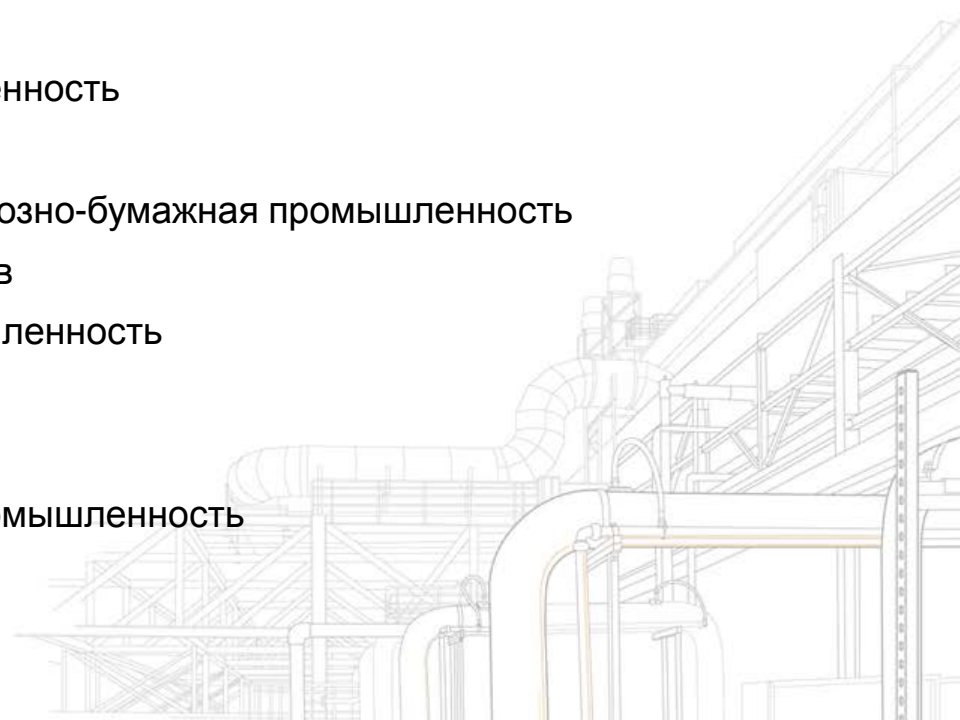 енность
озно-бумажная промышленность
в
ленность
омышленность